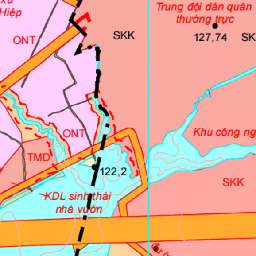 Hiệp
Trung đội dân quân
thường trực
ONT
SKK
127,74
SK
ONT
Khu công ng
TMD
122,2
SKK
KDL sinh thái
nhà vườn